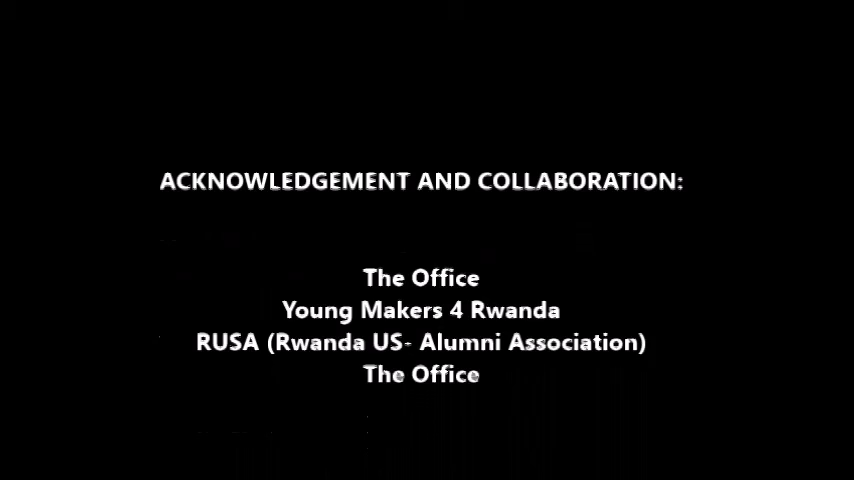 ACKNOWLEDGEMENT AND COLLABORATION:
The Office
Young Makers 4 Rwanda
RUSA (Rwanda US- Alumni Association)
The Office